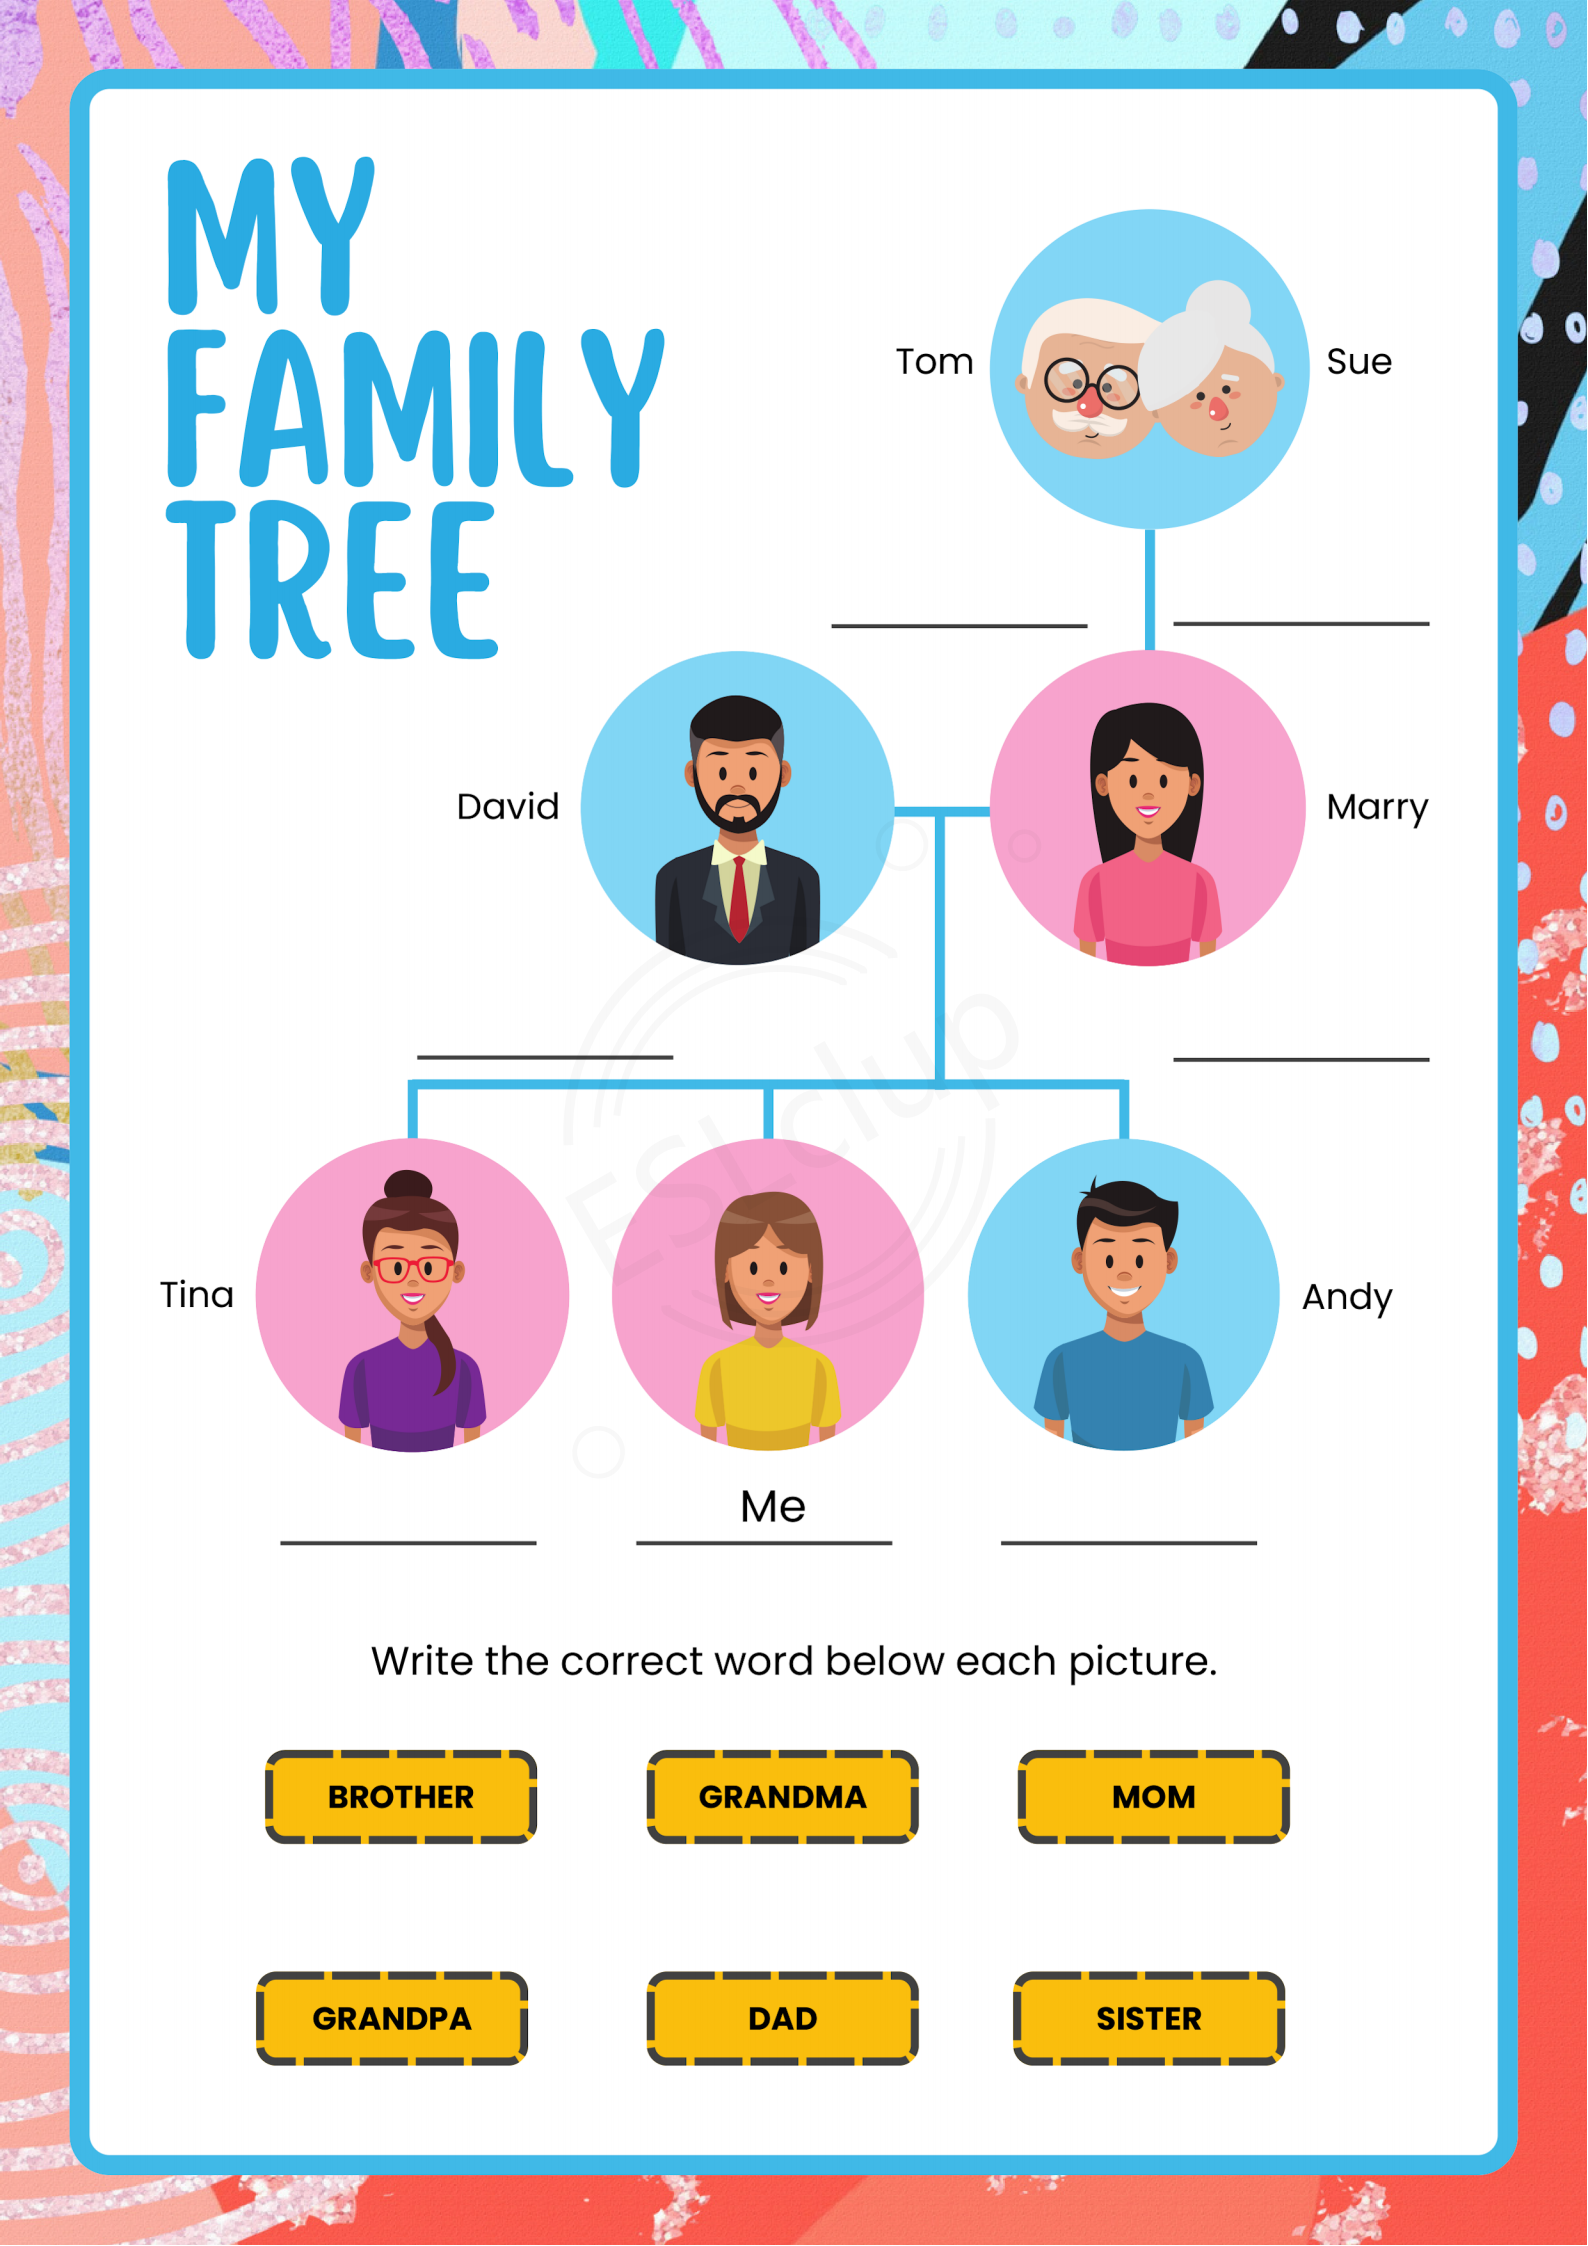 MY
FAMILY
TREE
Tom
Sue
David
Marry
Tina
Andy
Me
ESLclup
Write the correct word below each picture.
BROTHER
GRANDMA
MOM
GRANDPA
DAD
SISTER